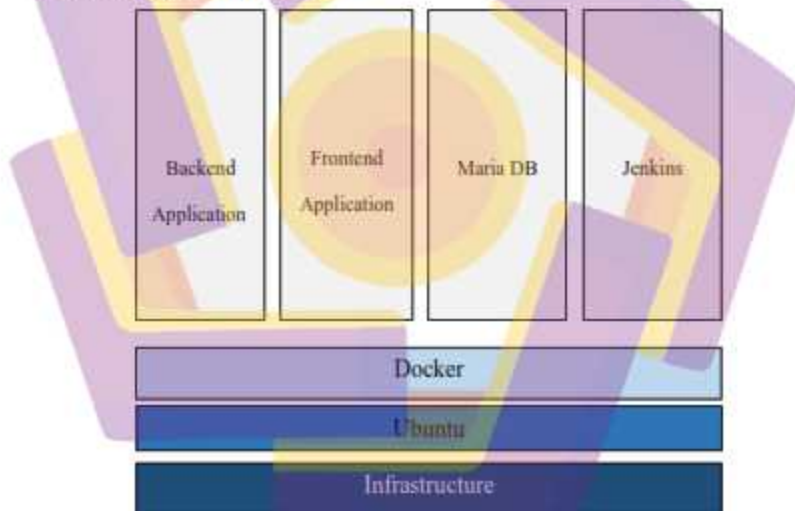 Backend
Application
Frontend
Application
Maria DB
Jenkins
Docker
Ubuntu
Infrastructure